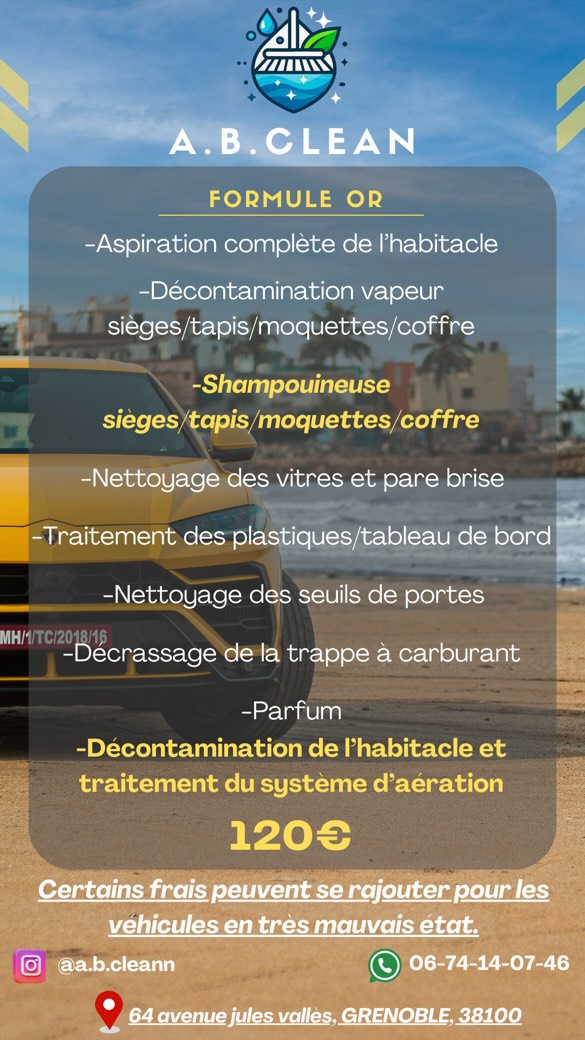 A.B.CLEAN
FORMULE OR
-Aspiration complète de l'habitacle
-Décontamination vapeur
sièges/tapis/moquettes/coffre
-Shampouineuse
sièges/tapis/moquettes/coffre
-Nettoyage des vitres et pare brise
-Traitement des plastiques/tableau de bord
-Nettoyage des seuils de portes
MH/1/TC/2018/16
-Décrassage de la trappe à carburant
-Parfum
-Décontamination de l'habitacle et
traitement du système d'aération
120€
Certains frais peuvent se rajouter pour les
véhicules en très mauvais état.
@a.b.cleann
06-74-14-07-46
64 avenue jules vallès, GRENOBLE, 38100